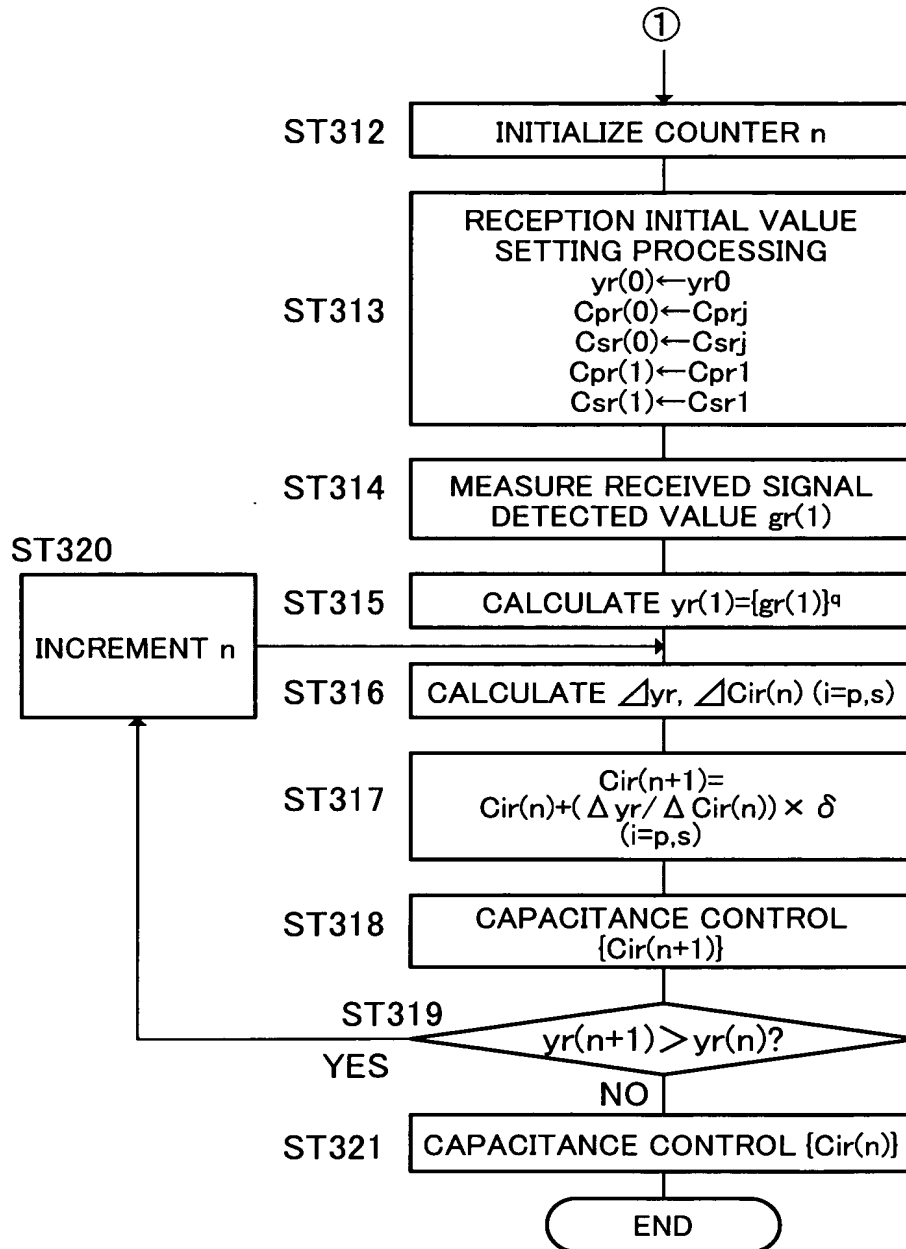 ①
ST312
INITIALIZE COUNTER n
ST313
RECEPTION INITIAL VALUE
SETTING PROCESSING
yr(0)←yr0
Cpr(0)←Cprj
Csr(0)←Csrj
Cpr(1)←Cpr1
Csr(1)←Csr1
ST314
MEASURE RECEIVED SIGNAL
DETECTED VALUE gr(1)
ST320
INCREMENT n
ST315
CALCULATE yr(1)={gr(1)}^q
ST316
CALCULATE ⊿yr, ⊿Cir(n) (i=p,s)
ST317
Cir(n+1)=
Cir(n)+(Δyr/ΔCir(n))×δ
(i=p,s)
ST318
CAPACITANCE CONTROL
{Cir(n+1)}
ST319
yr(n+1)>yr(n)?
YES
NO
ST321
CAPACITANCE CONTROL {Cir(n)}
END